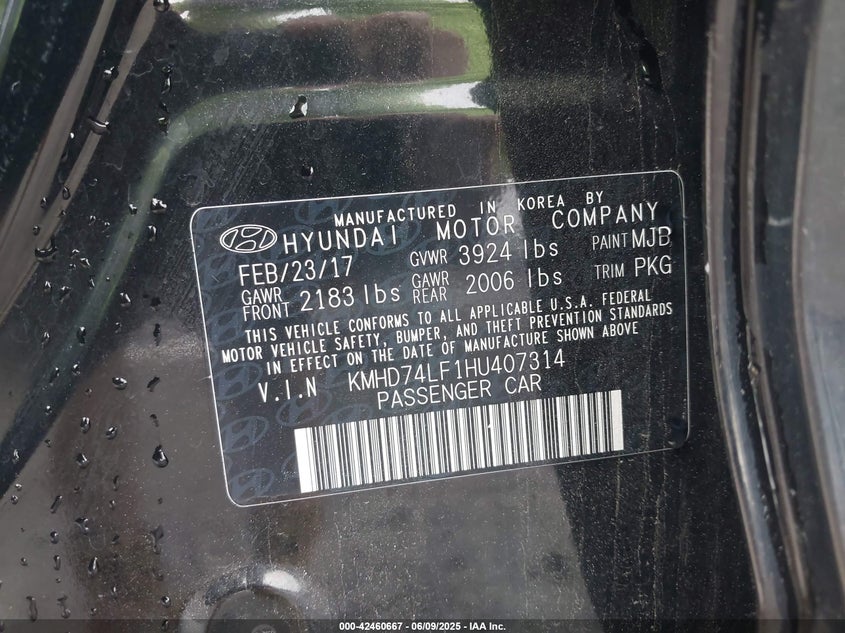 MANUFACTURED IN KOREA BY
HYUNDAI MOTOR COMPANY
FEB/23/17 GVWR 3924 lbs PAINT MJB
GAWR FRONT 2183 lbs GAWR REAR 2006 lbs TRIM PKG
THIS VEHICLE CONFORMS TO ALL APPLICABLE U.S.A. FEDERAL
MOTOR VEHICLE SAFETY, BUMPER, AND THEFT PREVENTION STANDARDS
IN EFFECT ON THE DATE OF MANUFACTURE SHOWN ABOVE
V.I.N KMHD74LF1HU407314
PASSENGER CAR
000-42460667 - 06/09/2025 - IAA Inc.